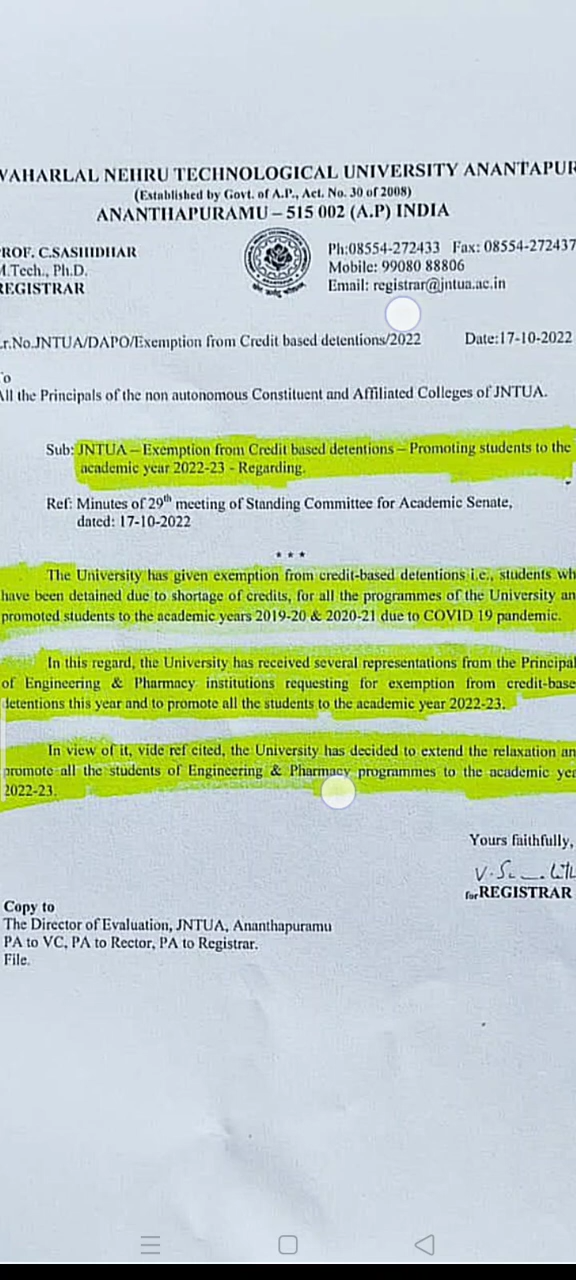 WAHARLAL NEHRU TECHNOLOGICAL UNIVERSITY ANANTAPUR
(Established by Govt. of A.P., Act. No. 30 of 2008)
ANANTHAPURAMU – 515 002 (A.P) INDIA
PROF. C.SASHIDHAR
M.Tech., Ph.D.
REGISTRAR
Ph:08554-272433 Fax: 08554-272437
Mobile: 99080 88806
Email: registrar@jntua.ac.in
Lr.No.JNTUA/DAPO/Exemption from Credit based detentions/2022 Date:17-10-2022
To
All the Principals of the non autonomous Constituent and Affiliated Colleges of JNTUA.
Sub: JNTUA – Exemption from Credit based detentions – Promoting students to the
academic year 2022-23 - Regarding.
Ref: Minutes of 29th meeting of Standing Committee for Academic Senate,
dated: 17-10-2022
* * *
The University has given exemption from credit-based detentions i.e., students wh
have been detained due to shortage of credits, for all the programmes of the University an
promoted students to the academic years 2019-20 & 2020-21 due to COVID 19 pandemic.
In this regard, the University has received several representations from the Principal
of Engineering & Pharmacy institutions requesting for exemption from credit-base
detentions this year and to promote all the students to the academic year 2022-23.
In view of it, vide ref cited, the University has decided to extend the relaxation an
promote all the students of Engineering & Pharmacy programmes to the academic yea
2022-23.
Yours faithfully,
for REGISTRAR
Copy to
The Director of Evaluation, JNTUA, Ananthapuramu
PA to VC, PA to Rector, PA to Registrar.
File.